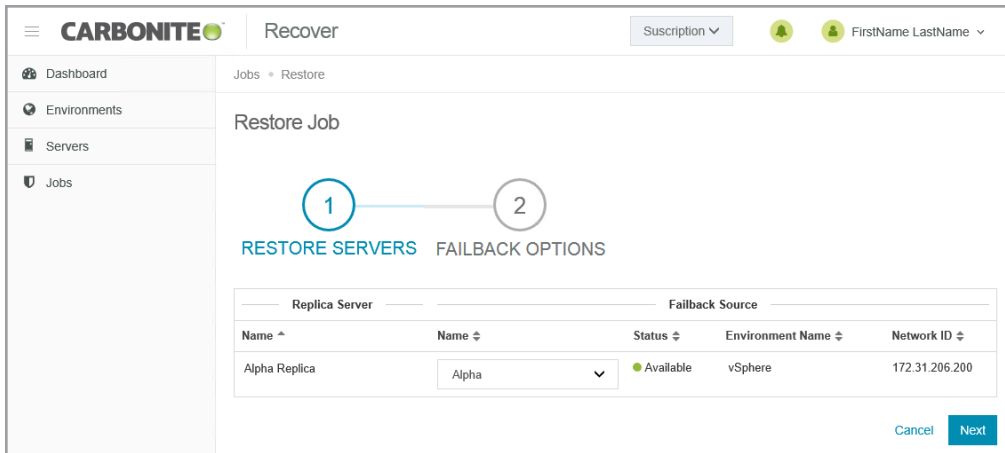 CARBONITE Recover Suscription FirstName LastName
Dashboard
Jobs Restore
Environments
Restore Job
Servers
Jobs
1 2
RESTORE SERVERS FAILBACK OPTIONS
Replica Server Failback Source
Name Name Status Environment Name Network ID
Alpha Replica Alpha Available vSphere 172.31.206.200
Cancel Next